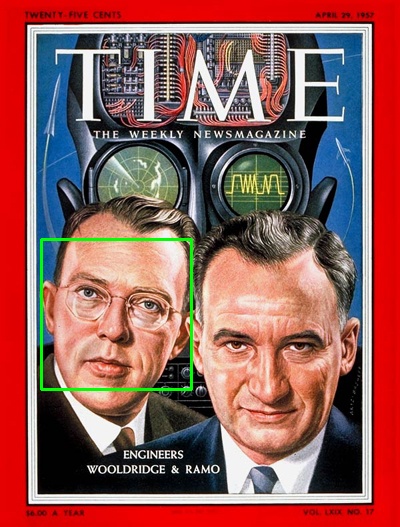 TWENTY-FIVE CENTS APRIL 29, 1957
TIME
THE WEEKLY NEWSMAGAZINE
ENGINEERS
WOOLDRIDGE & RAMO
$6.00 A YEAR VOL. LXIX NO. 17